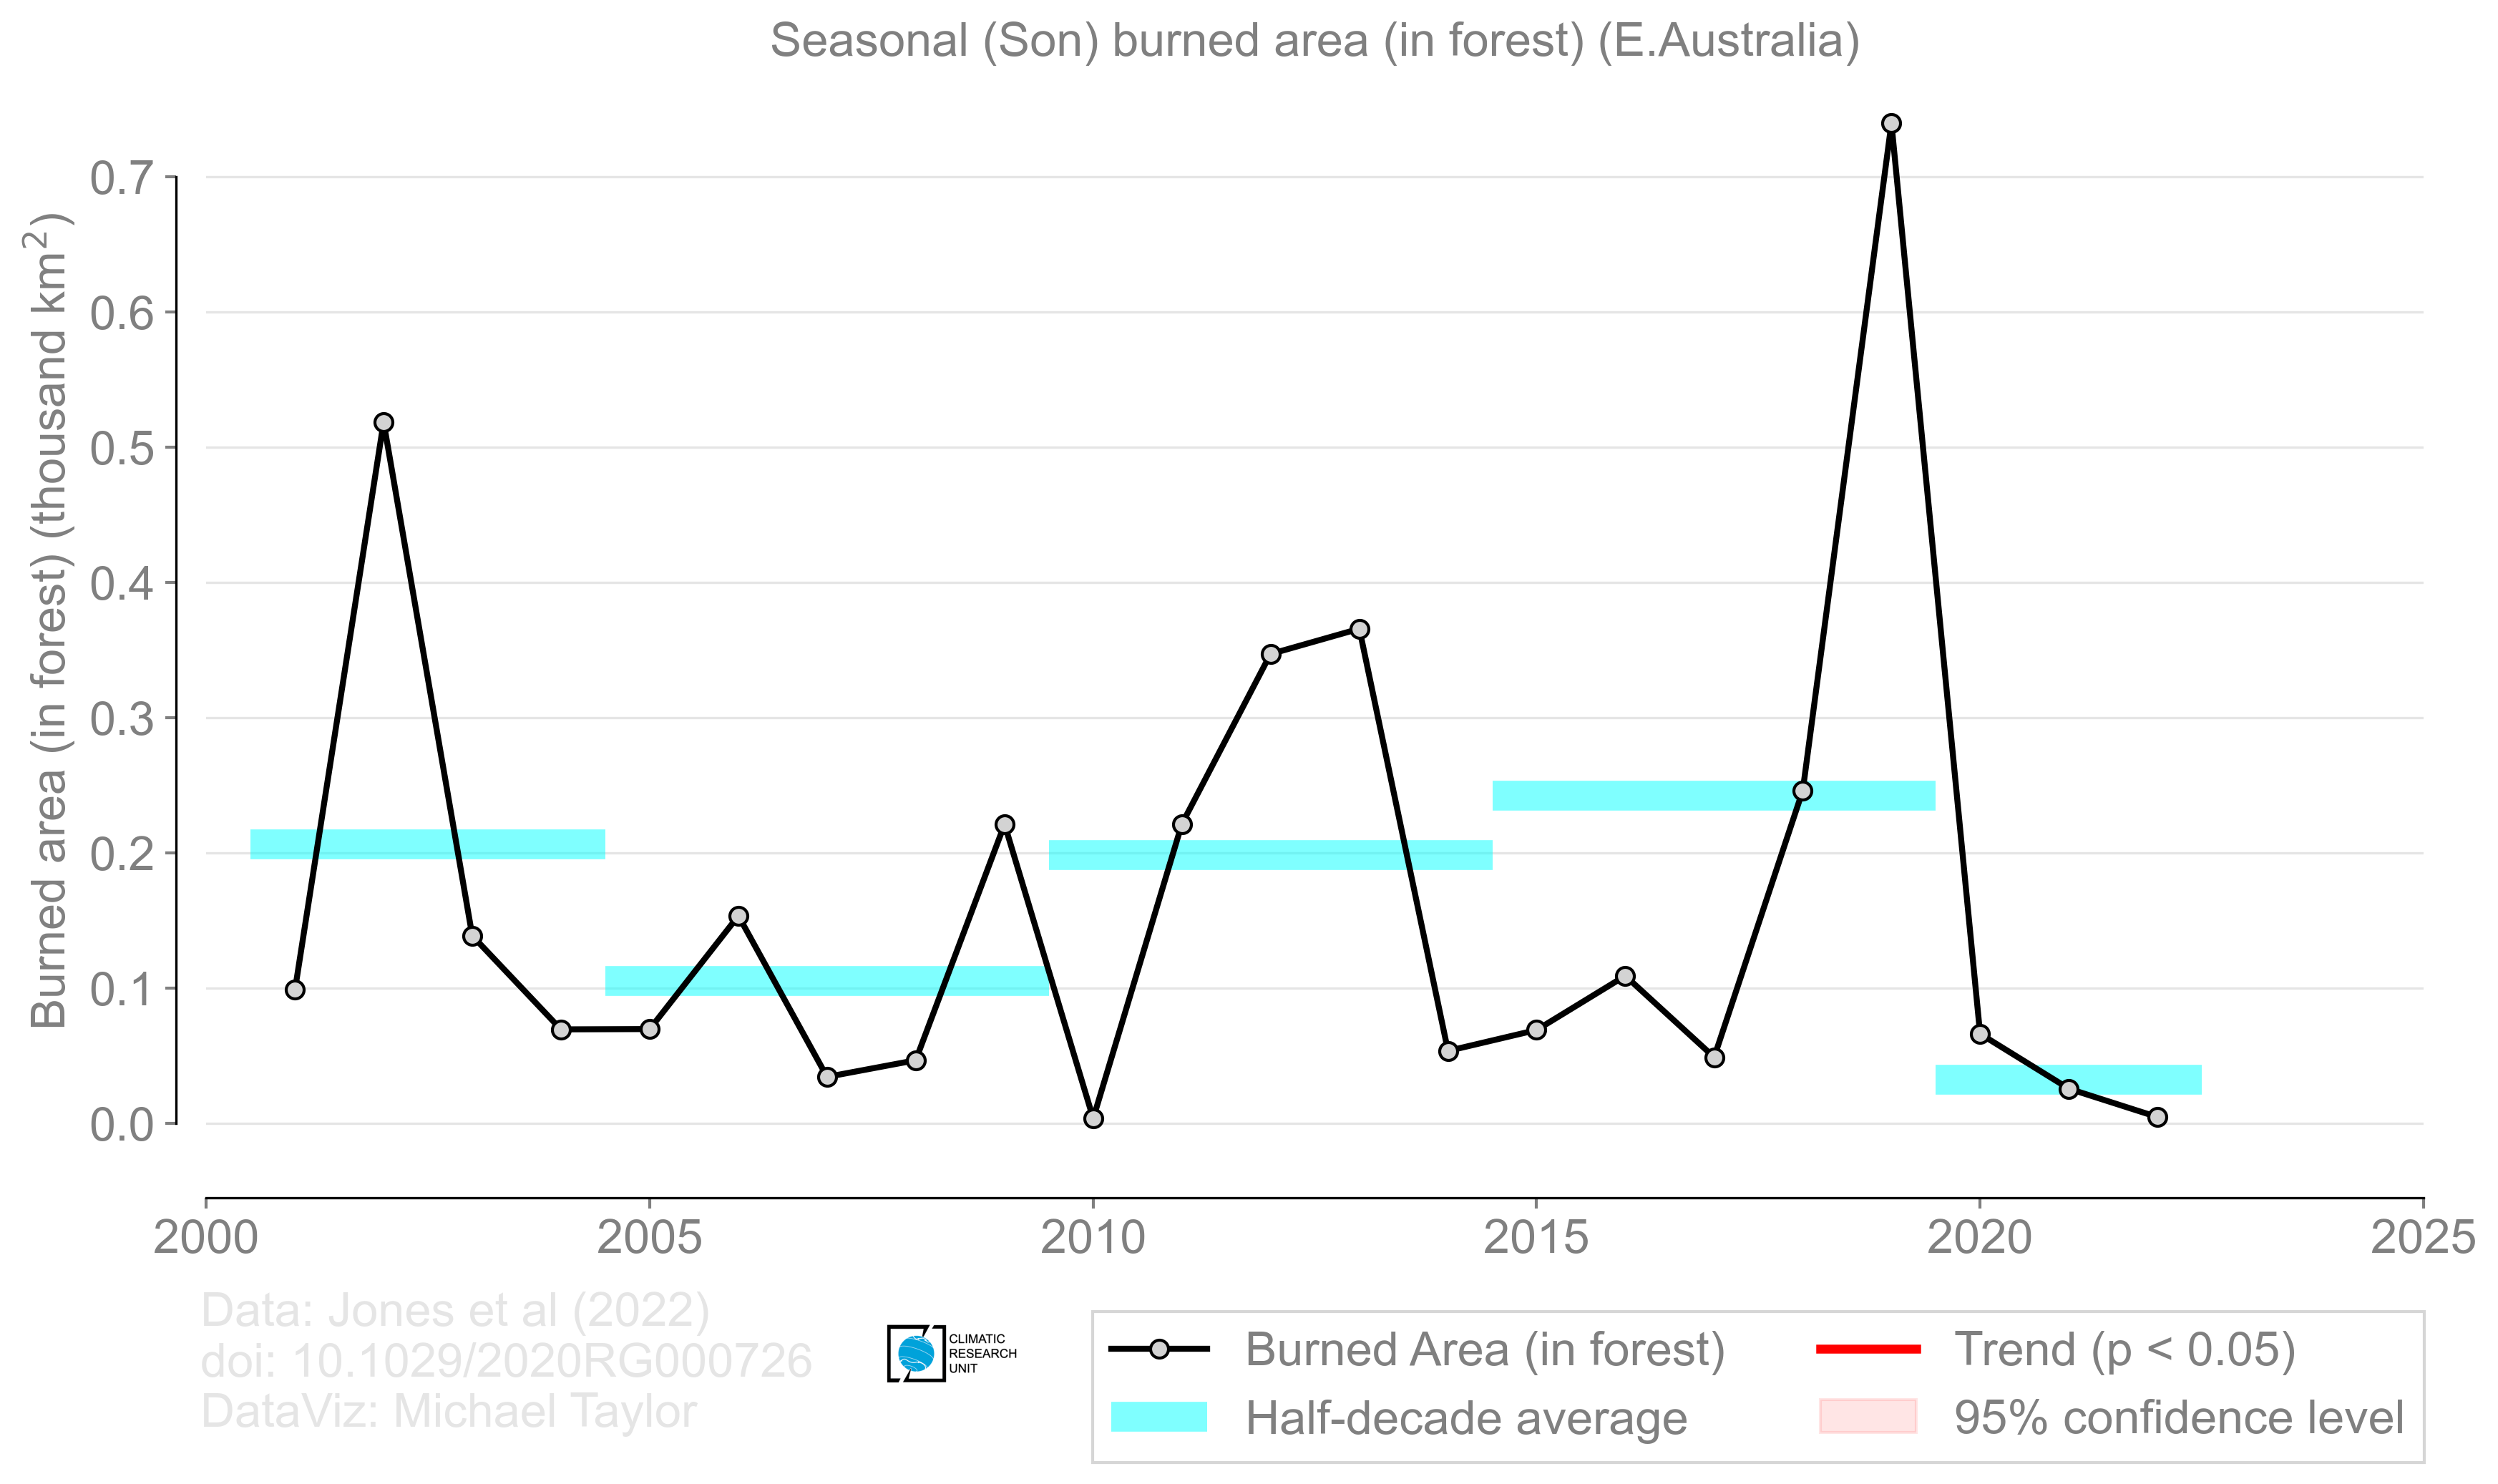 Seasonal (Son) burned area (in forest) (E.Australia)
Burned area (in forest) (thousand km²)
0.7
0.6
0.5
0.4
0.3
0.2
0.1
0.0
2000
2005
2010
2015
2020
2025
Data: Jones et al (2022)
doi: 10.1029/2020RG000726
DataViz: Michael Taylor
CLIMATIC
RESEARCH
UNIT
Burned Area (in forest)
Half-decade average
Trend (p < 0.05)
95% confidence level